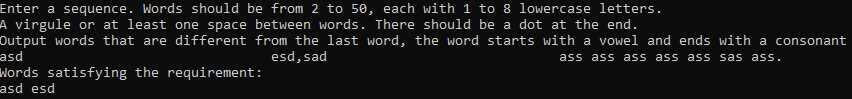 Enter a sequence. Words should be from 2 to 50, each with 1 to 8 lowercase letters.
A virgule or at least one space between words. There should be a dot at the end.
Output words that are different from the last word, the word starts with a vowel and ends with a consonant
asd                                esd,sad                              ass ass ass ass ass sas ass.
Words satisfying the requirement:
asd esd